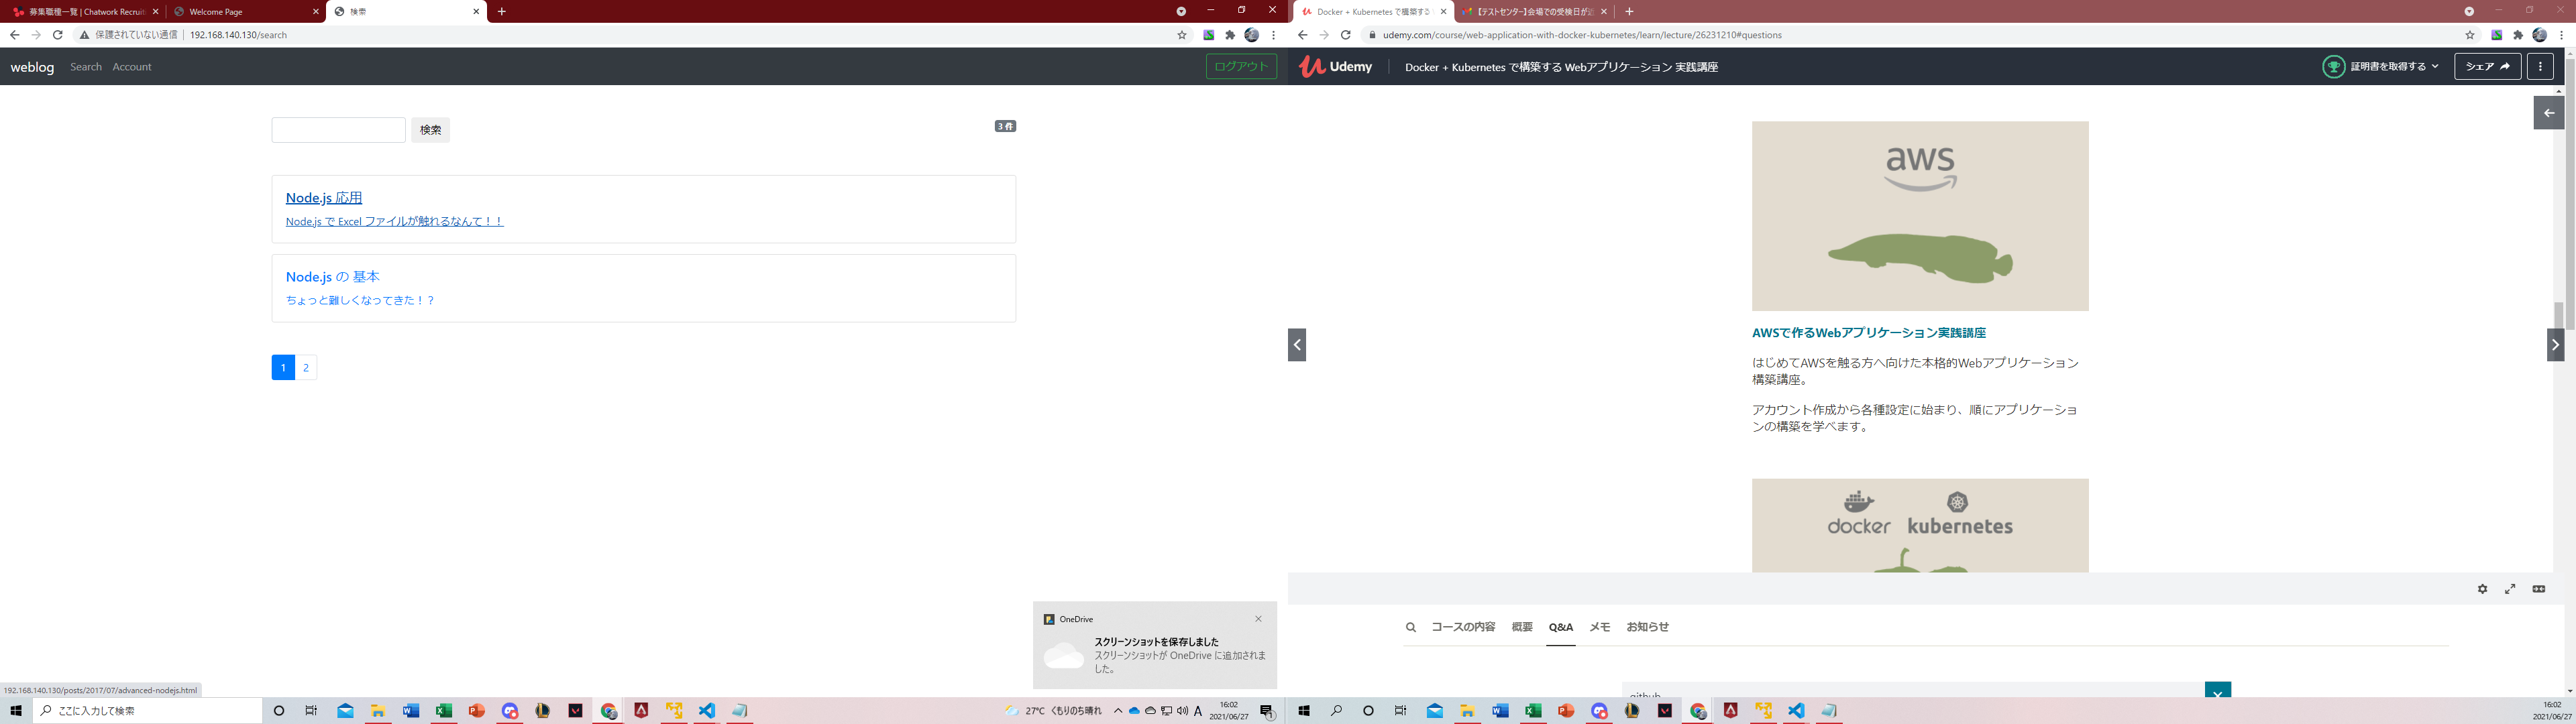 募集職種一覧 | Chatwork Recruit
Welcome Page
検索
保護されていない通信 | 192.168.140.130/search
weblog
Search
Account
ログアウト
検索
3 件
Node.js 応用
Node.js で Excel ファイルが触れるなんて！！
Node.js の 基本
ちょっと難しくなってきた！？
1
2
OneDrive
スクリーンショットを保存しました
スクリーンショットが OneDrive に追加されま
した。
192.168.140.130/posts/2017/07/advanced-nodejs.html
ここに入力して検索
27°C くもりのち晴れ
A
16:02
2021/06/27
1
Docker + Kubernetes で構築する
【テストセンター】会場での受検日が近
udemy.com/course/web-application-with-docker-kubernetes/learn/lecture/26231210#questions
Udemy
Docker + Kubernetes で構築する Webアプリケーション 実践講座
証明書を取得する
シェア
aws
AWSで作るWebアプリケーション実践講座
はじめてAWSを触る方へ向けた本格的Webアプリケーション
構築講座。
アカウント作成から各種設定に始まり、順にアプリケーショ
ンの構築を学べます。
docker
kubernetes
コースの内容
概要
Q&A
メモ
お知らせ
github
16:02
2021/06/27